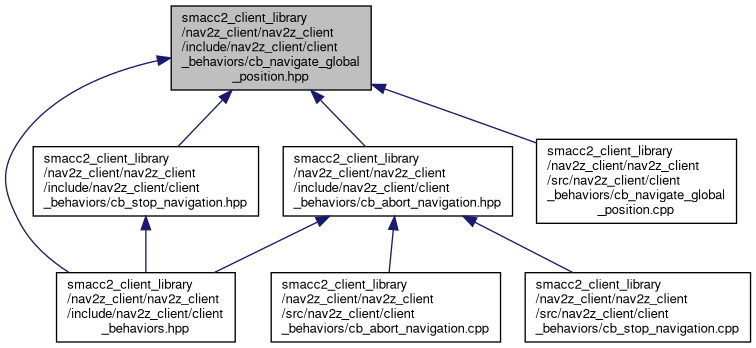 smacc2_client_library
/nav2z_client/nav2z_client
/include/nav2z_client/client
_behaviors/cb_navigate_global
_position.hpp
smacc2_client_library
/nav2z_client/nav2z_client
/include/nav2z_client/client
_behaviors/cb_stop_navigation.hpp
smacc2_client_library
/nav2z_client/nav2z_client
/include/nav2z_client/client
_behaviors/cb_abort_navigation.hpp
smacc2_client_library
/nav2z_client/nav2z_client
/src/nav2z_client/client
_behaviors/cb_navigate_global
_position.cpp
smacc2_client_library
/nav2z_client/nav2z_client
/include/nav2z_client/client
_behaviors.hpp
smacc2_client_library
/nav2z_client/nav2z_client
/src/nav2z_client/client
_behaviors/cb_abort_navigation.cpp
smacc2_client_library
/nav2z_client/nav2z_client
/src/nav2z_client/client
_behaviors/cb_stop_navigation.cpp